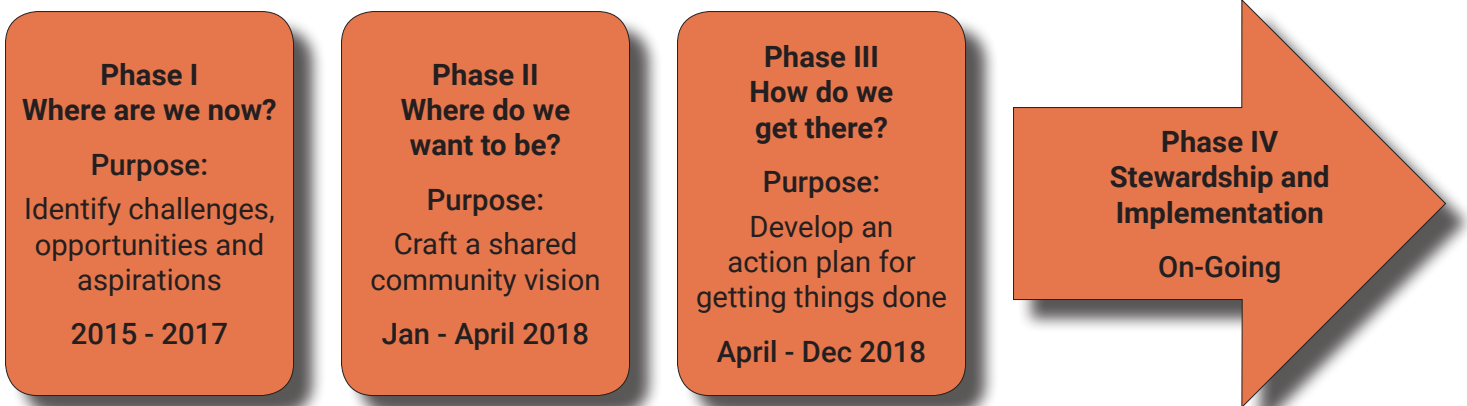 Phase I
Where are we now?
Purpose:
Identify challenges,
opportunities and
aspirations
2015 - 2017
Phase II
Where do we
want to be?
Purpose:
Craft a shared
community vision
Jan - April 2018
Phase III
How do we
get there?
Purpose:
Develop an
action plan for
getting things done
April - Dec 2018
Phase IV
Stewardship and
Implementation
On-Going